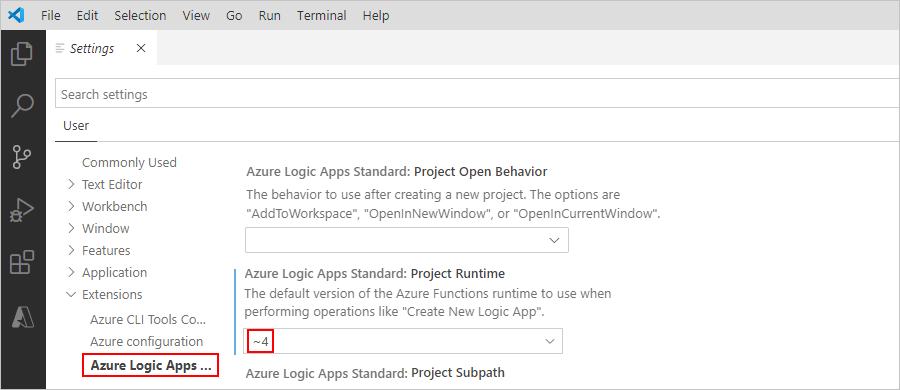 File Edit Selection View Go Run Terminal Help
Settings
Search settings
User
Commonly Used
Text Editor
Workbench
Window
Features
Application
Extensions
Azure CLI Tools Co...
Azure configuration
Azure Logic Apps ...
Azure Logic Apps Standard: Project Open Behavior
The behavior to use after creating a new project. The options are
"AddToWorkspace", "OpenInNewWindow", or "OpenInCurrentWindow".
Azure Logic Apps Standard: Project Runtime
The default version of the Azure Functions runtime to use when
performing operations like "Create New Logic App".
~4
Azure Logic Apps Standard: Project Subpath